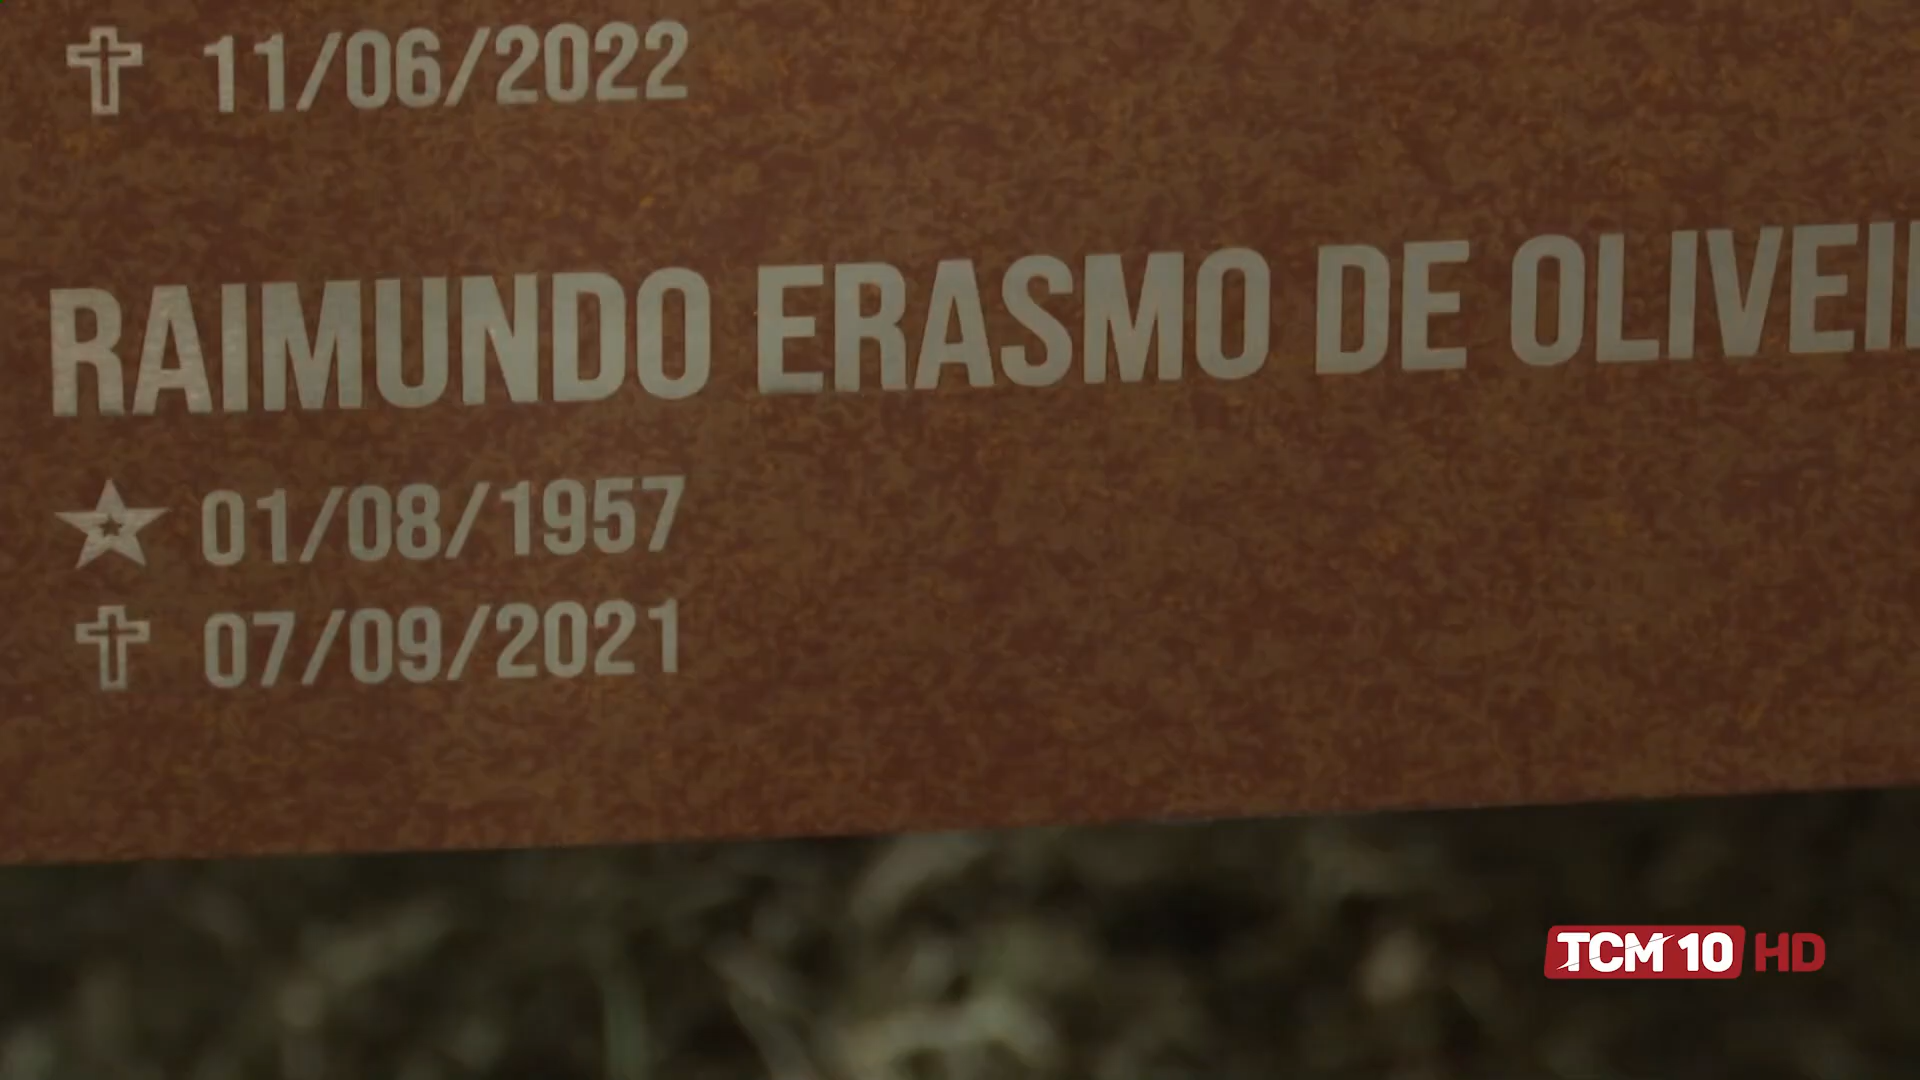 11/06/2022
RAIMUNDO ERASMO DE OLIVEI
01/08/1957
07/09/2021
TCM 10 HD